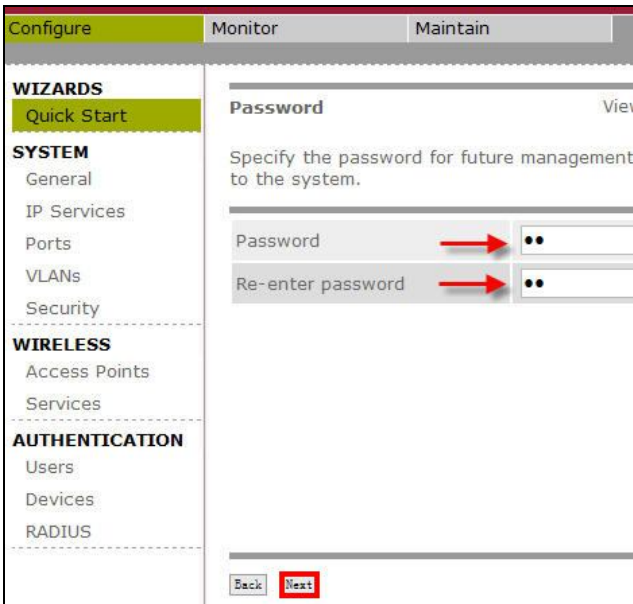 Configure
Monitor
Maintain
WIZARDS
Quick Start
SYSTEM
General
IP Services
Ports
VLANs
Security
WIRELESS
Access Points
Services
AUTHENTICATION
Users
Devices
RADIUS
Password
Specify the password for future management
to the system.
Password ••
Re-enter password ••
Back Next